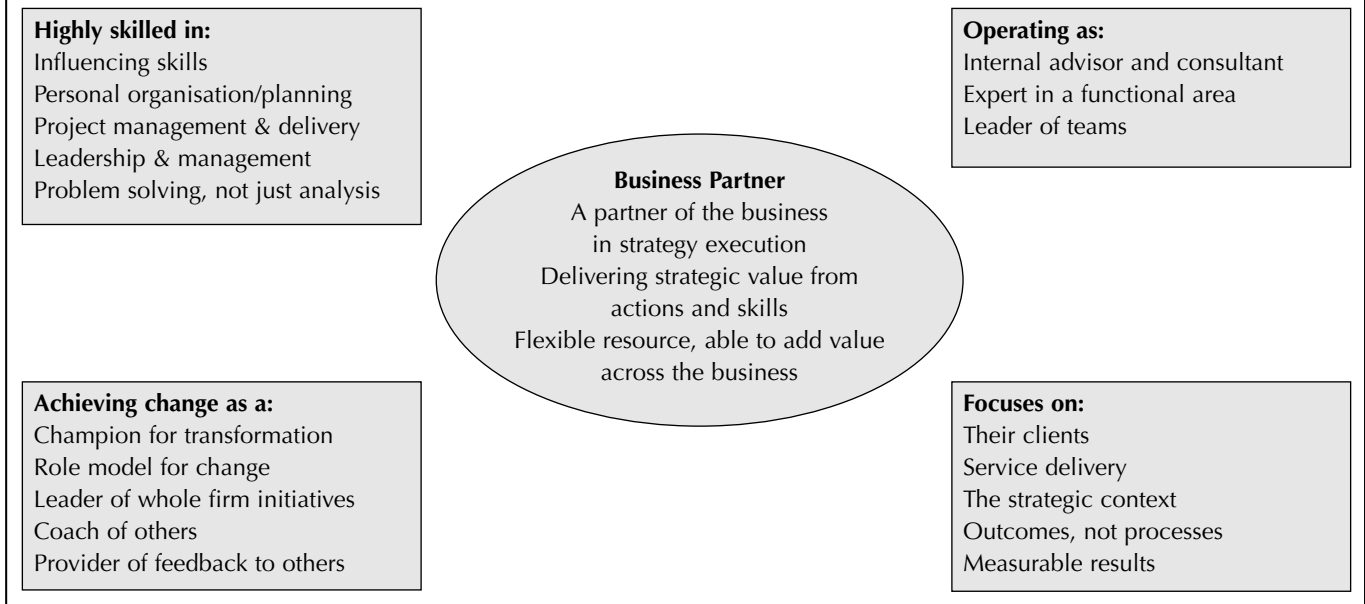 Highly skilled in:
Influencing skills
Personal organisation/planning
Project management & delivery
Leadership & management
Problem solving, not just analysis
Operating as:
Internal advisor and consultant
Expert in a functional area
Leader of teams
Business Partner
A partner of the business
in strategy execution
Delivering strategic value from
actions and skills
Flexible resource, able to add value
across the business
Achieving change as a:
Champion for transformation
Role model for change
Leader of whole firm initiatives
Coach of others
Provider of feedback to others
Focuses on:
Their clients
Service delivery
The strategic context
Outcomes, not processes
Measurable results